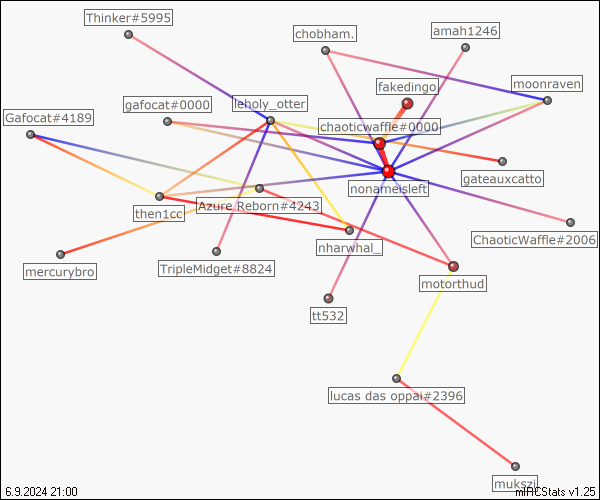 Thinker#5995
chobham.
amah1246
fakedingo
moonraven
gafocat#0000
leholy_otter
Gafocat#4189
chaoticwaffle#0000
gateauxcatto
nonameisleft
then1cc
Azure Reborn#4243
nharwhal_
ChaoticWaffle#2006
mercurybro
TripleMidget#8824
motorthud
tt532
lucas das oppai#2396
mukszi
6.9.2024 21:00
mIRCStats v1.25